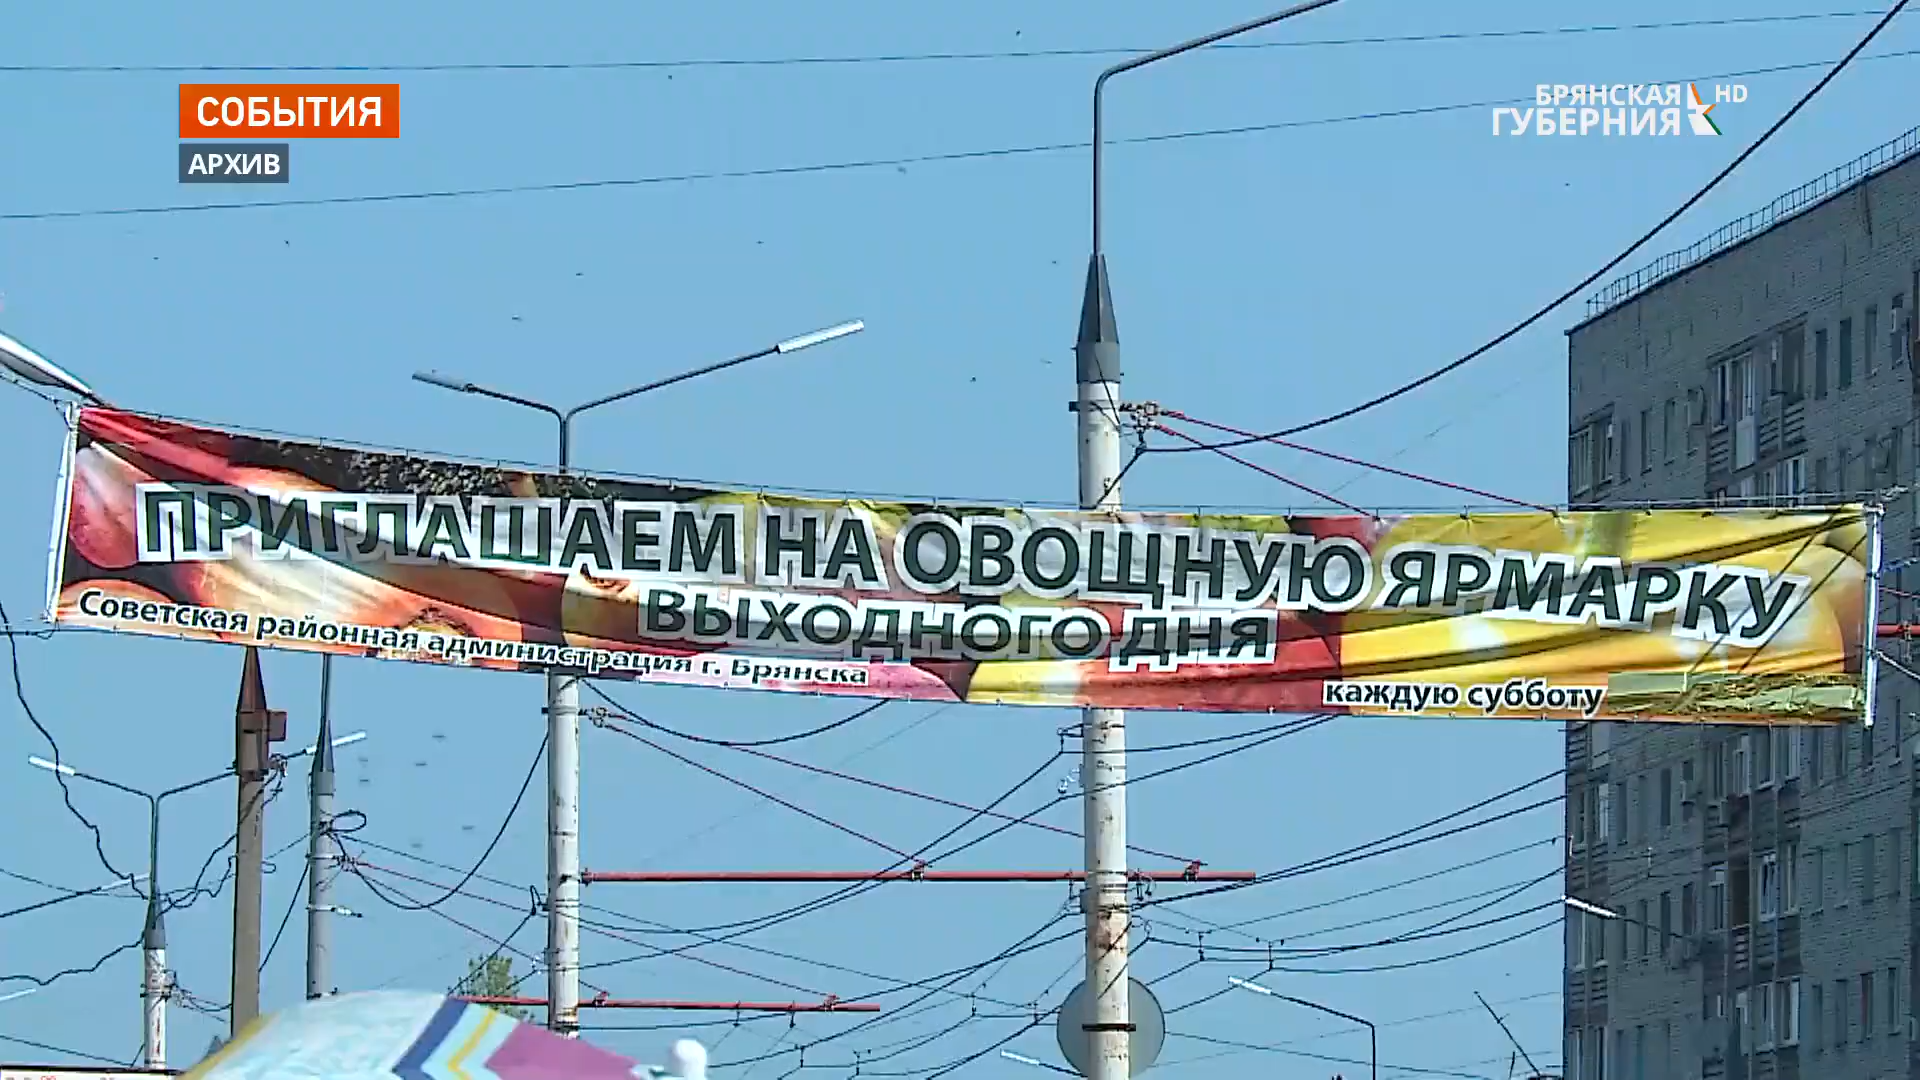 СОБЫТИЯ
АРХИВ
БРЯНСКАЯ HD
ГУБЕРНИЯ
ПРИГЛАШАЕМ НА ОВОЩНУЮ ЯРМАРКУ
ВЫХОДНОГО ДНЯ
Советская районная администрация г. Брянска
каждую субботу